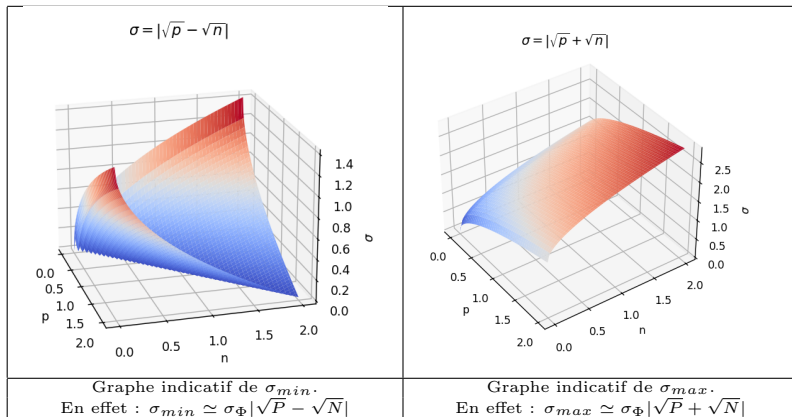 σ = |√p − √n|
1.4
1.2
1.0
0.8
0.6
0.4
0.2
0.0
σ
0.0
0.5
1.0
1.5
2.0
p
0.0
0.5
1.0
1.5
2.0
n
σ = |√p + √n|
2.5
2.0
1.5
1.0
0.5
0.0
σ
0.0
0.5
1.0
1.5
2.0
p
0.0
0.5
1.0
1.5
2.0
n
Graphe indicatif de σ_min.
En effet : σ_min ≃ σ_Φ|√P − √N|
Graphe indicatif de σ_max.
En effet : σ_max ≃ σ_Φ|√P + √N|